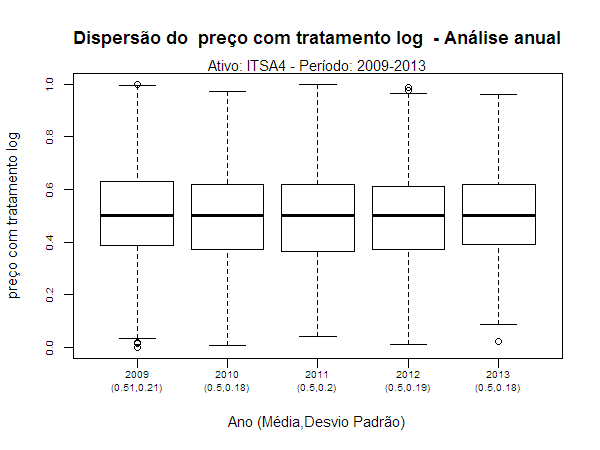 Dispersão do  preço com tratamento log  - Análise anual
Ativo: ITSA4 - Período: 2009-2013
preço com tratamento log
1.0
0.8
0.6
0.4
0.2
0.0
2009 2010 2011 2012 2013
(0.51,0.21) (0.5,0.18) (0.5,0.2) (0.5,0.19) (0.5,0.18)
Ano (Média,Desvio Padrão)